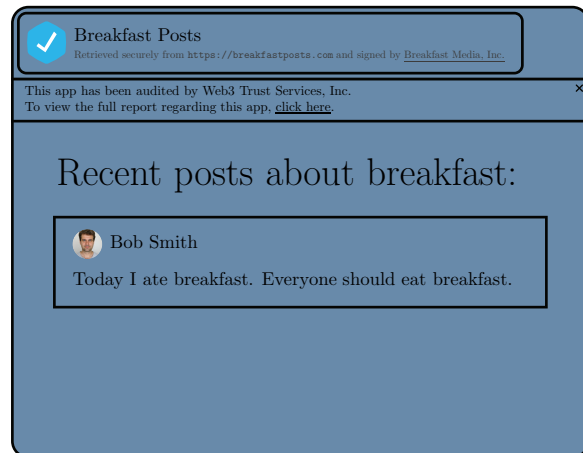 Breakfast Posts
Retrieved securely from https://breakfastposts.com and signed by Breakfast Media, Inc.
This app has been audited by Web3 Trust Services, Inc.
×
To view the full report regarding this app, click here.
Recent posts about breakfast:
Bob Smith
Today I ate breakfast. Everyone should eat breakfast.